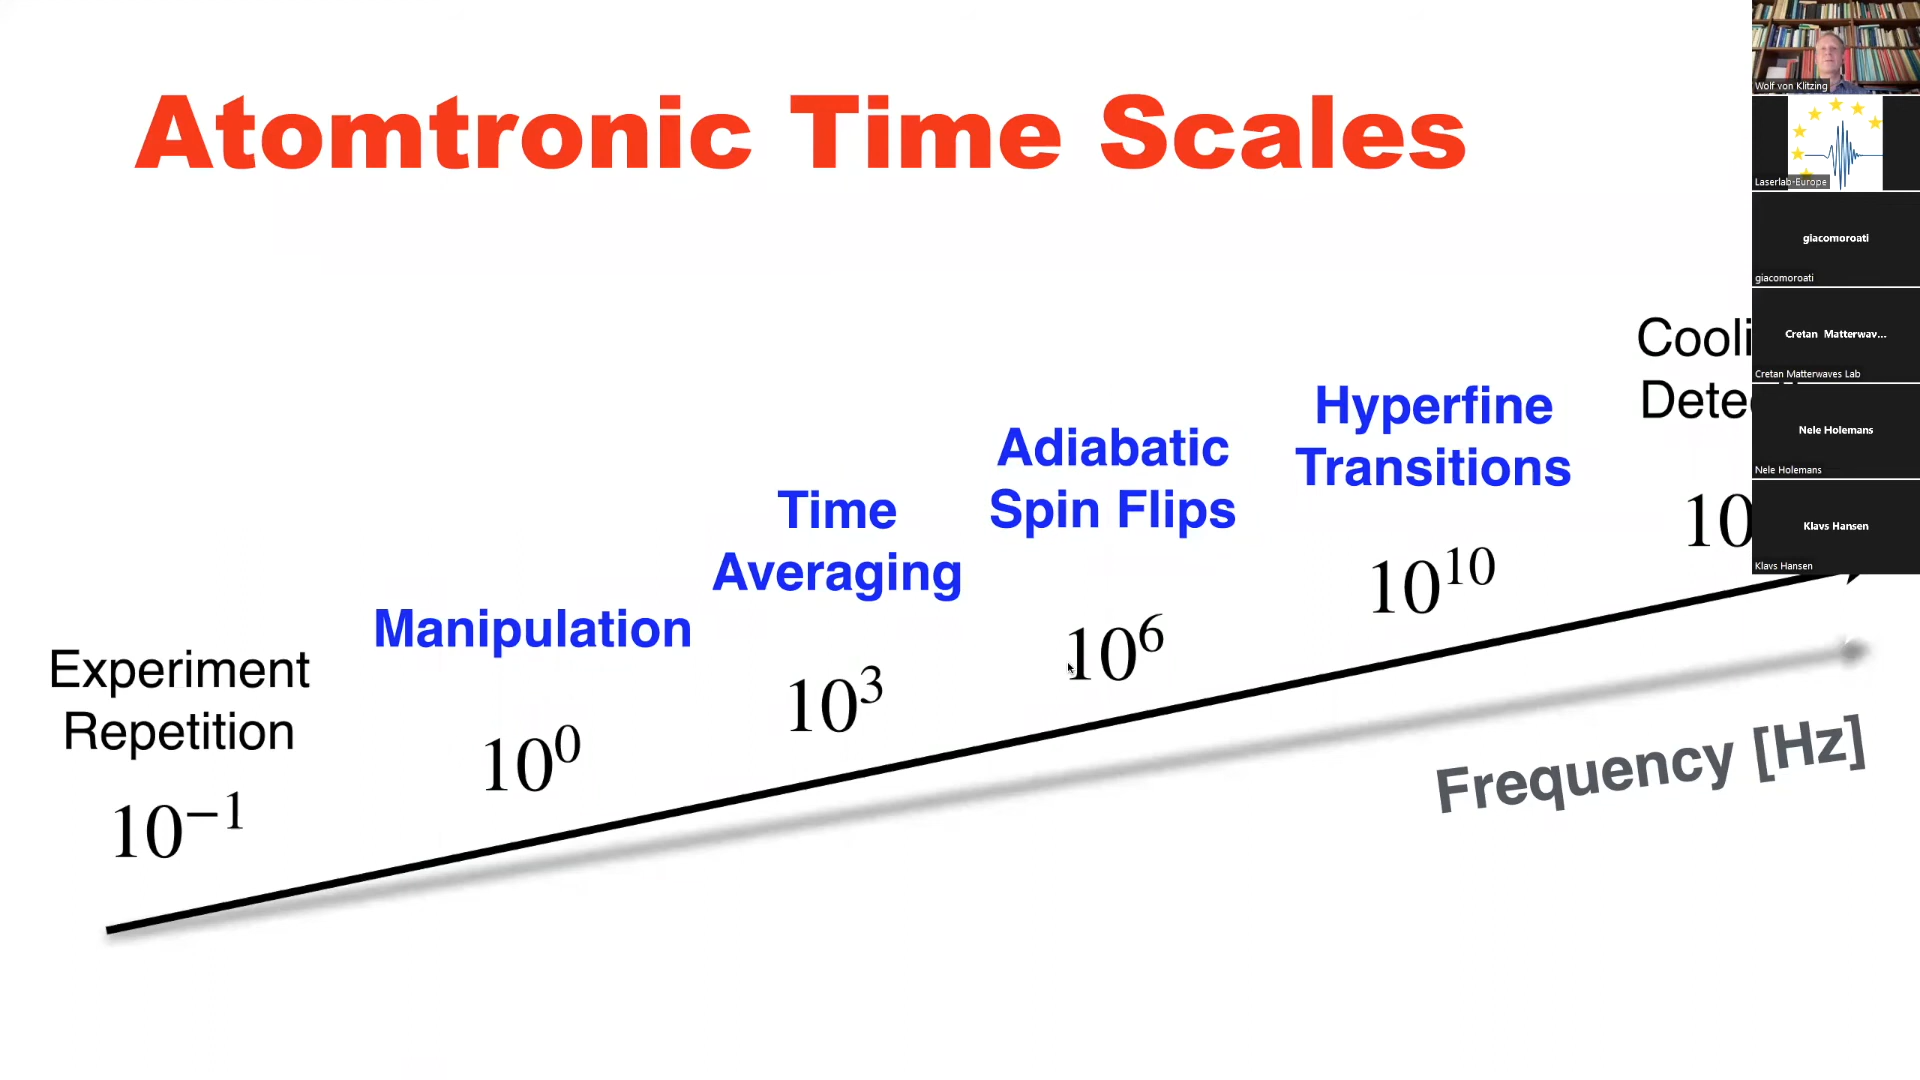 Atomtronic Time Scales
Experiment
Repetition
10⁻¹
Manipulation
10⁰
Time
Averaging
10³
Adiabatic
Spin Flips
10⁶
Hyperfine
Transitions
10¹⁰
Frequency [Hz]
Wolf von Klitzing
Laserlab-Europe
giacomoroati
giacomoroati
Cretan Matterwav...
Cretan Matterwaves Lab
Nele Holemans
Nele Holemans
Klavs Hansen
Klavs Hansen